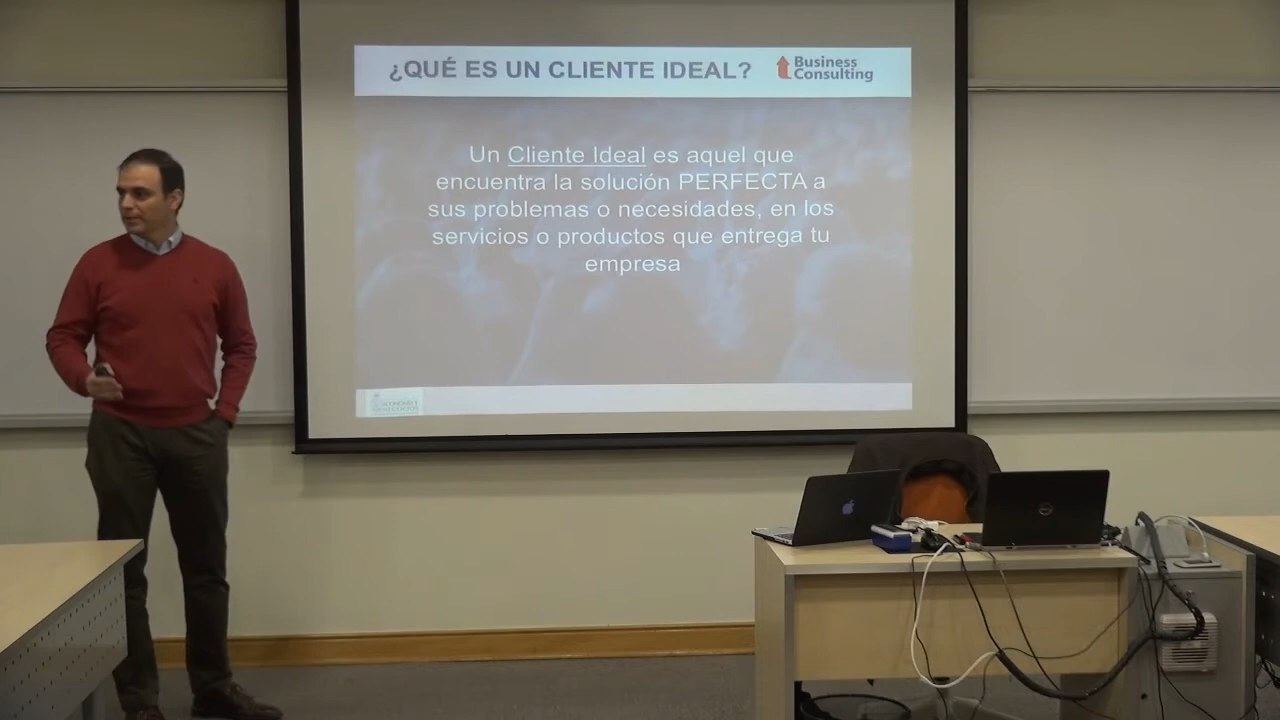 ¿QUÉ ES UN CLIENTE IDEAL?
Business
Consulting
Un Cliente Ideal es aquel que
encuentra la solución PERFECTA a
sus problemas o necesidades, en los
servicios o productos que entrega tu
empresa